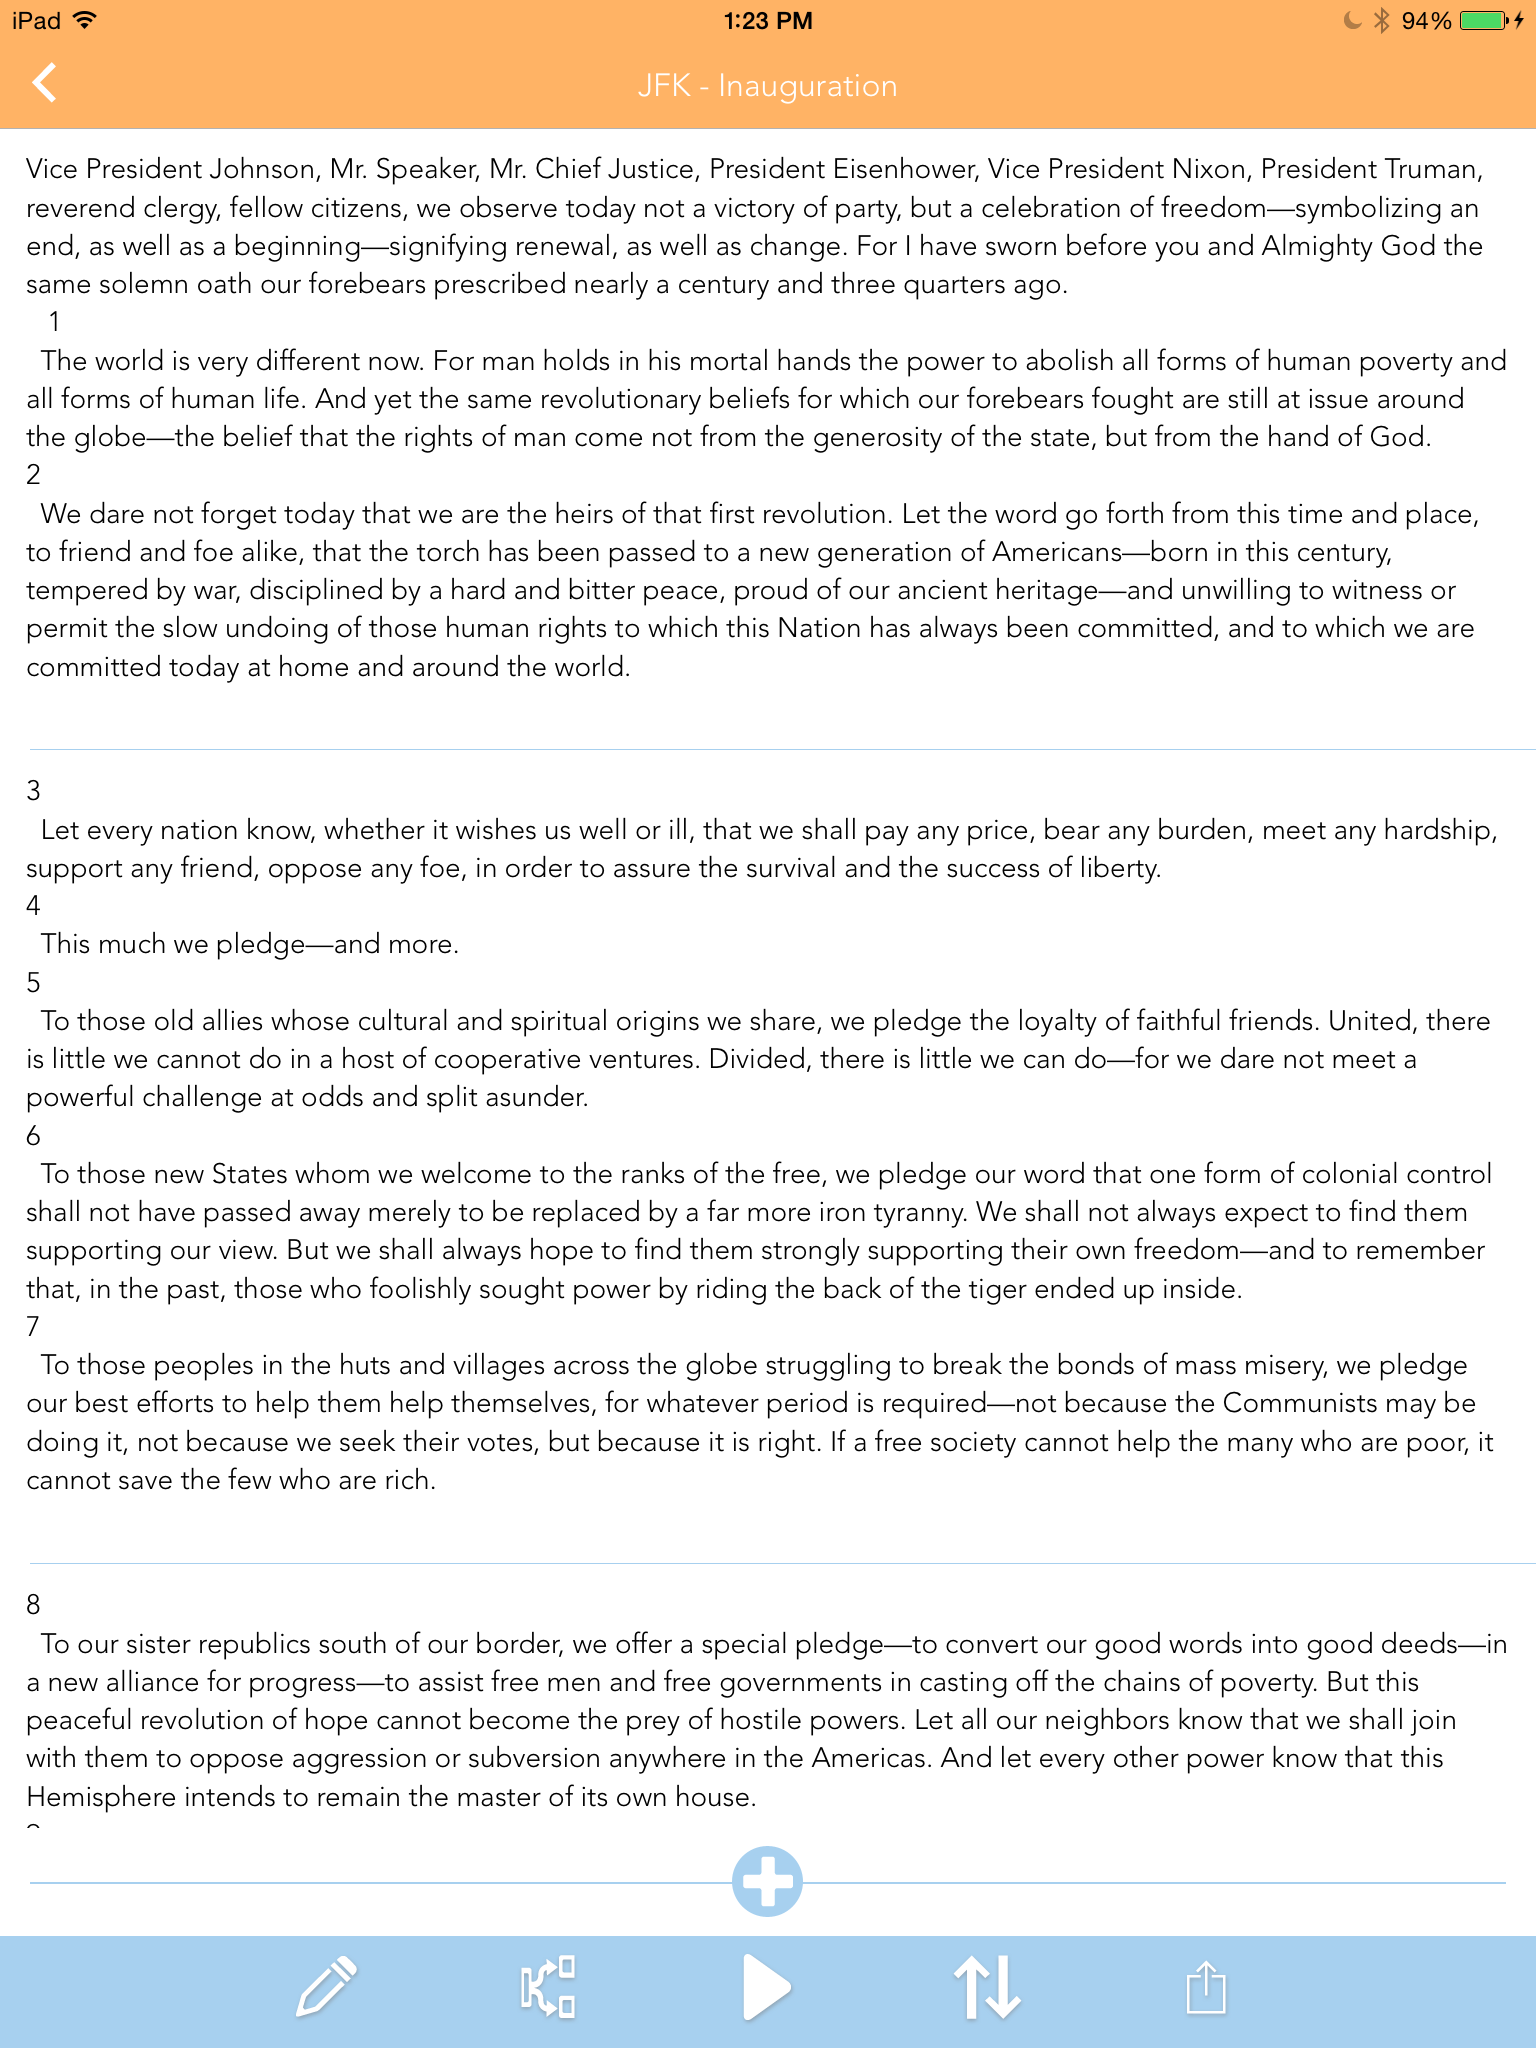 iPad
1:23 PM
94%
JFK - Inauguration
Vice President Johnson, Mr. Speaker, Mr. Chief Justice, President Eisenhower, Vice President Nixon, President Truman,
reverend clergy, fellow citizens, we observe today not a victory of party, but a celebration of freedom—symbolizing an
end, as well as a beginning—signifying renewal, as well as change. For I have sworn before you and Almighty God the
same solemn oath our forebears prescribed nearly a century and three quarters ago.
1
The world is very different now. For man holds in his mortal hands the power to abolish all forms of human poverty and
all forms of human life. And yet the same revolutionary beliefs for which our forebears fought are still at issue around
the globe—the belief that the rights of man come not from the generosity of the state, but from the hand of God.
2
We dare not forget today that we are the heirs of that first revolution. Let the word go forth from this time and place,
to friend and foe alike, that the torch has been passed to a new generation of Americans—born in this century,
tempered by war, disciplined by a hard and bitter peace, proud of our ancient heritage—and unwilling to witness or
permit the slow undoing of those human rights to which this Nation has always been committed, and to which we are
committed today at home and around the world.
3
Let every nation know, whether it wishes us well or ill, that we shall pay any price, bear any burden, meet any hardship,
support any friend, oppose any foe, in order to assure the survival and the success of liberty.
4
This much we pledge—and more.
5
To those old allies whose cultural and spiritual origins we share, we pledge the loyalty of faithful friends. United, there
is little we cannot do in a host of cooperative ventures. Divided, there is little we can do—for we dare not meet a
powerful challenge at odds and split asunder.
6
To those new States whom we welcome to the ranks of the free, we pledge our word that one form of colonial control
shall not have passed away merely to be replaced by a far more iron tyranny. We shall not always expect to find them
supporting our view. But we shall always hope to find them strongly supporting their own freedom—and to remember
that, in the past, those who foolishly sought power by riding the back of the tiger ended up inside.
7
To those peoples in the huts and villages across the globe struggling to break the bonds of mass misery, we pledge
our best efforts to help them help themselves, for whatever period is required—not because the Communists may be
doing it, not because we seek their votes, but because it is right. If a free society cannot help the many who are poor, it
cannot save the few who are rich.
8
To our sister republics south of our border, we offer a special pledge—to convert our good words into good deeds—in
a new alliance for progress—to assist free men and free governments in casting off the chains of poverty. But this
peaceful revolution of hope cannot become the prey of hostile powers. Let all our neighbors know that we shall join
with them to oppose aggression or subversion anywhere in the Americas. And let every other power know that this
Hemisphere intends to remain the master of its own house.